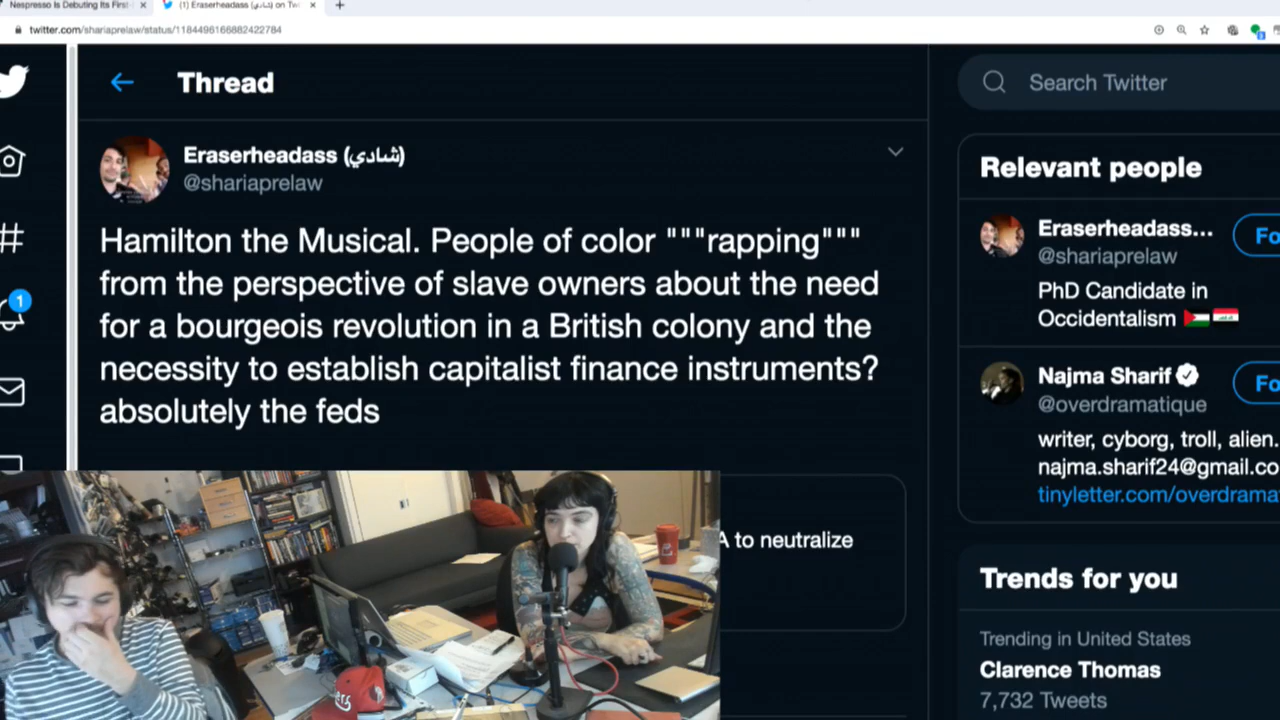 Nespresso Is Debuting Its First-
(1) Eraserheadass (شادي) on Tw
twitter.com/shariaprelaw/status/1184496166882422784
Thread
Search Twitter
Eraserheadass (شادي)
@shariaprelaw
Hamilton the Musical. People of color """rapping"""
from the perspective of slave owners about the need
for a bourgeois revolution in a British colony and the
necessity to establish capitalist finance instruments?
absolutely the feds
A to neutralize
1
Relevant people
Eraserheadass...
Fo
@shariaprelaw
PhD Candidate in
Occidentalism
Najma Sharif
Fo
@overdramatique
writer, cyborg, troll, alien.
najma.sharif24@gmail.co
tinyletter.com/overdrama
Trends for you
Trending in United States
Clarence Thomas
7,732 Tweets